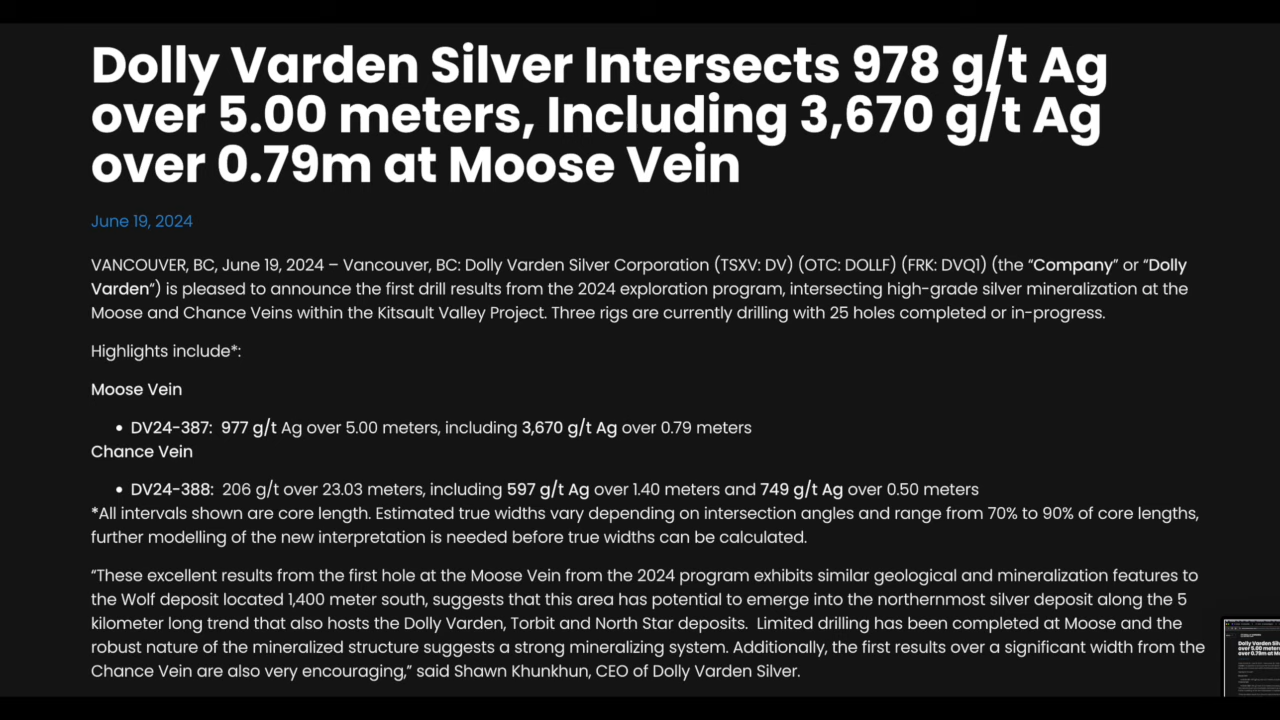 Dolly Varden Silver Intersects 978 g/t Ag
over 5.00 meters, Including 3,670 g/t Ag
over 0.79m at Moose Vein
June 19, 2024
VANCOUVER, BC, June 19, 2024 – Vancouver, BC: Dolly Varden Silver Corporation (TSXV: DV) (OTC: DOLLF) (FRK: DVQ1) (the “Company” or “Dolly
Varden”) is pleased to announce the first drill results from the 2024 exploration program, intersecting high-grade silver mineralization at the
Moose and Chance Veins within the Kitsault Valley Project. Three rigs are currently drilling with 25 holes completed or in-progress.
Highlights include*:
Moose Vein
• DV24-387:  977 g/t Ag over 5.00 meters, including 3,670 g/t Ag over 0.79 meters
Chance Vein
• DV24-388:  206 g/t over 23.03 meters, including 597 g/t Ag over 1.40 meters and 749 g/t Ag over 0.50 meters
*All intervals shown are core length. Estimated true widths vary depending on intersection angles and range from 70% to 90% of core lengths,
further modelling of the new interpretation is needed before true widths can be calculated.
“These excellent results from the first hole at the Moose Vein from the 2024 program exhibits similar geological and mineralization features to
the Wolf deposit located 1,400 meter south, suggests that this area has potential to emerge into the northernmost silver deposit along the 5
kilometer long trend that also hosts the Dolly Varden, Torbit and North Star deposits.  Limited drilling has been completed at Moose and the
robust nature of the mineralized structure suggests a strong mineralizing system. Additionally, the first results over a significant width from the
Chance Vein are also very encouraging,” said Shawn Khunkhun, CEO of Dolly Varden Silver.
Dolly Varden Sil
over 5.00 meters
over 0.79m at M